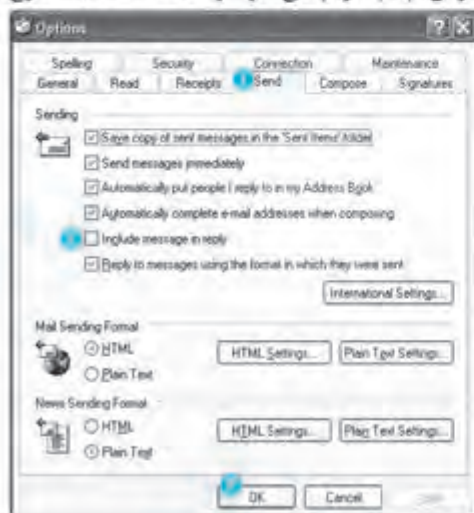 Options
Spelling Security Connection Maintenance
General Read Receipts Send Compose Signatures
Sending
Save copy of sent messages in the 'Sent Items' folder
Send messages immediately
Automatically put people I reply to in my Address Book
Automatically complete e-mail addresses when composing
Include message in reply
Reply to messages using the format in which they were sent
International Settings...
Mail Sending Format
HTML HTML Settings... Plain Text Settings...
Plain Text
News Sending Format
HTML HTML Settings... Plain Text Settings...
Plain Text
OK Cancel